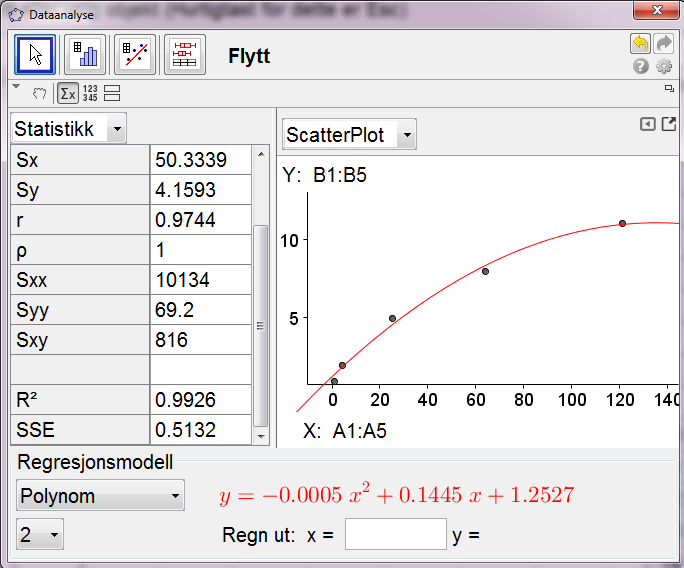 objekt (Hurtigtast for dette er Esc)
Dataanalyse
Flytt
Σx 123
345
Statistikk
Sx 50.3339
Sy 4.1593
r 0.9744
ρ 1
Sxx 10134
Syy 69.2
Sxy 816
R² 0.9926
SSE 0.5132
ScatterPlot
Y: B1:B5
10
5
0 20 40 60 80 100 120 140
X: A1:A5
Regresjonsmodell
Polynom
y = −0.0005 x² + 0.1445 x + 1.2527
2
Regn ut: x = y =